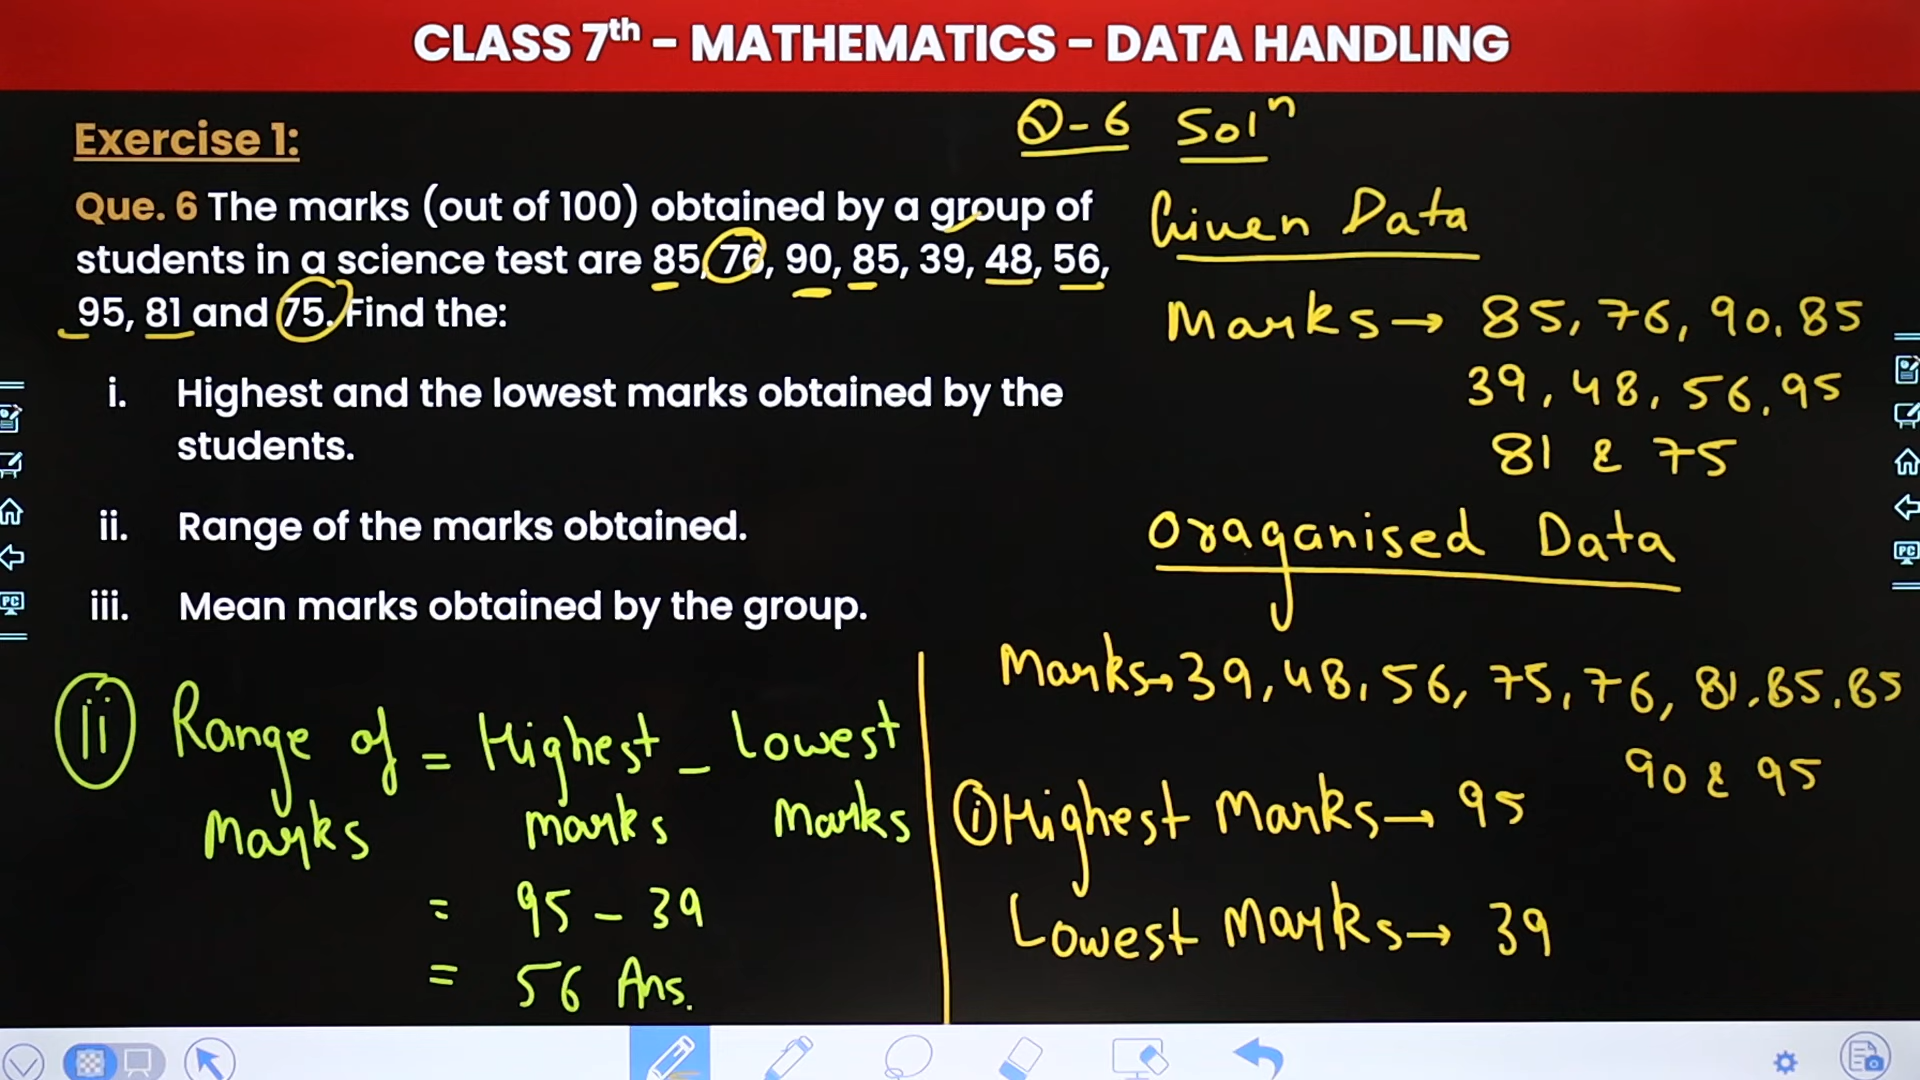 CLASS 7th - MATHEMATICS - DATA HANDLING
Exercise 1:
Que. 6 The marks (out of 100) obtained by a group of
students in a science test are 85, 76, 90, 85, 39, 48, 56,
95, 81 and 75. Find the:
i. Highest and the lowest marks obtained by the
students.
ii. Range of the marks obtained.
iii. Mean marks obtained by the group.
Q-6 Solⁿ
Given Data
Marks → 85, 76, 90, 85
39, 48, 56, 95
81 & 75
Oraganised Data
Marks → 39, 48, 56, 75, 76, 81, 85, 85
90 & 95
i Highest Marks → 95
Lowest Marks → 39
ii Range of = Highest - Lowest
Marks marks Marks
= 95 - 39
= 56 Ans.
PC
PC